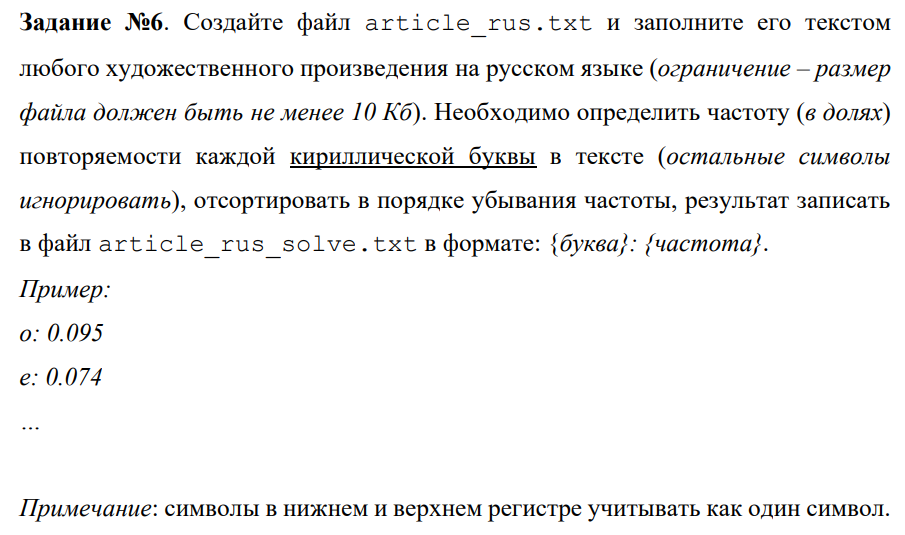 Задание №6. Создайте файл article_rus.txt и заполните его текстом
любого художественного произведения на русском языке (ограничение – размер
файла должен быть не менее 10 Кб). Необходимо определить частоту (в долях)
повторяемости каждой кириллической буквы в тексте (остальные символы
игнорировать), отсортировать в порядке убывания частоты, результат записать
в файл article_rus_solve.txt в формате: {буква}: {частота}.
Пример:
о: 0.095
е: 0.074
…
Примечание: символы в нижнем и верхнем регистре учитывать как один символ.